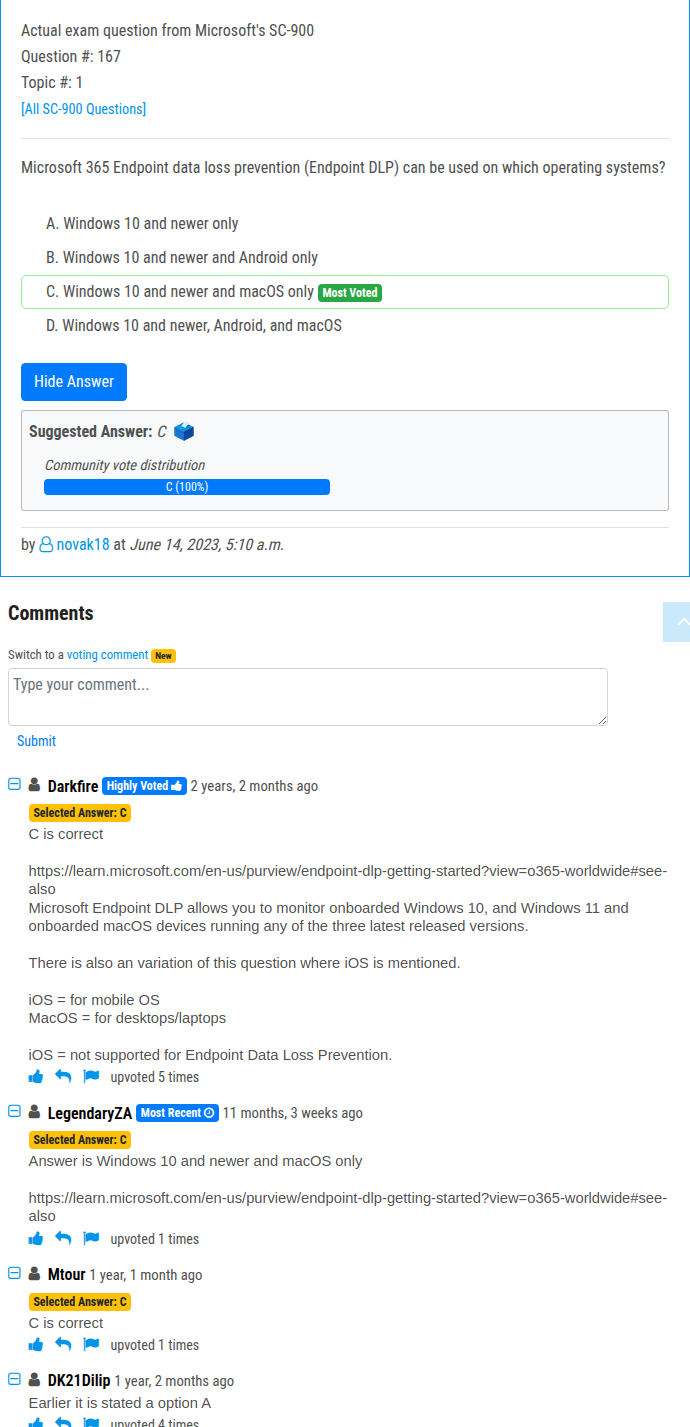 Actual exam question from Microsoft's SC-900
Question #: 167
Topic #: 1
[All SC-900 Questions]
Microsoft 365 Endpoint data loss prevention (Endpoint DLP) can be used on which operating systems?
A. Windows 10 and newer only
B. Windows 10 and newer and Android only
C. Windows 10 and newer and macOS only Most Voted
D. Windows 10 and newer, Android, and macOS
Hide Answer
Suggested Answer: C
Community vote distribution
C (100%)
by novak18 at June 14, 2023, 5:10 a.m.
Comments
Switch to a voting comment New
Type your comment...
Submit
Darkfire Highly Voted 2 years, 2 months ago
Selected Answer: C
C is correct
https://learn.microsoft.com/en-us/purview/endpoint-dlp-getting-started?view=o365-worldwide#see-
also
Microsoft Endpoint DLP allows you to monitor onboarded Windows 10, and Windows 11 and
onboarded macOS devices running any of the three latest released versions.
There is also an variation of this question where iOS is mentioned.
iOS = for mobile OS
MacOS = for desktops/laptops
iOS = not supported for Endpoint Data Loss Prevention.
upvoted 5 times
LegendaryZA Most Recent 11 months, 3 weeks ago
Selected Answer: C
Answer is Windows 10 and newer and macOS only
https://learn.microsoft.com/en-us/purview/endpoint-dlp-getting-started?view=o365-worldwide#see-
also
upvoted 1 times
Mtour 1 year, 1 month ago
Selected Answer: C
C is correct
upvoted 1 times
DK21Dilip 1 year, 2 months ago
Earlier it is stated a option A
upvoted 4 times